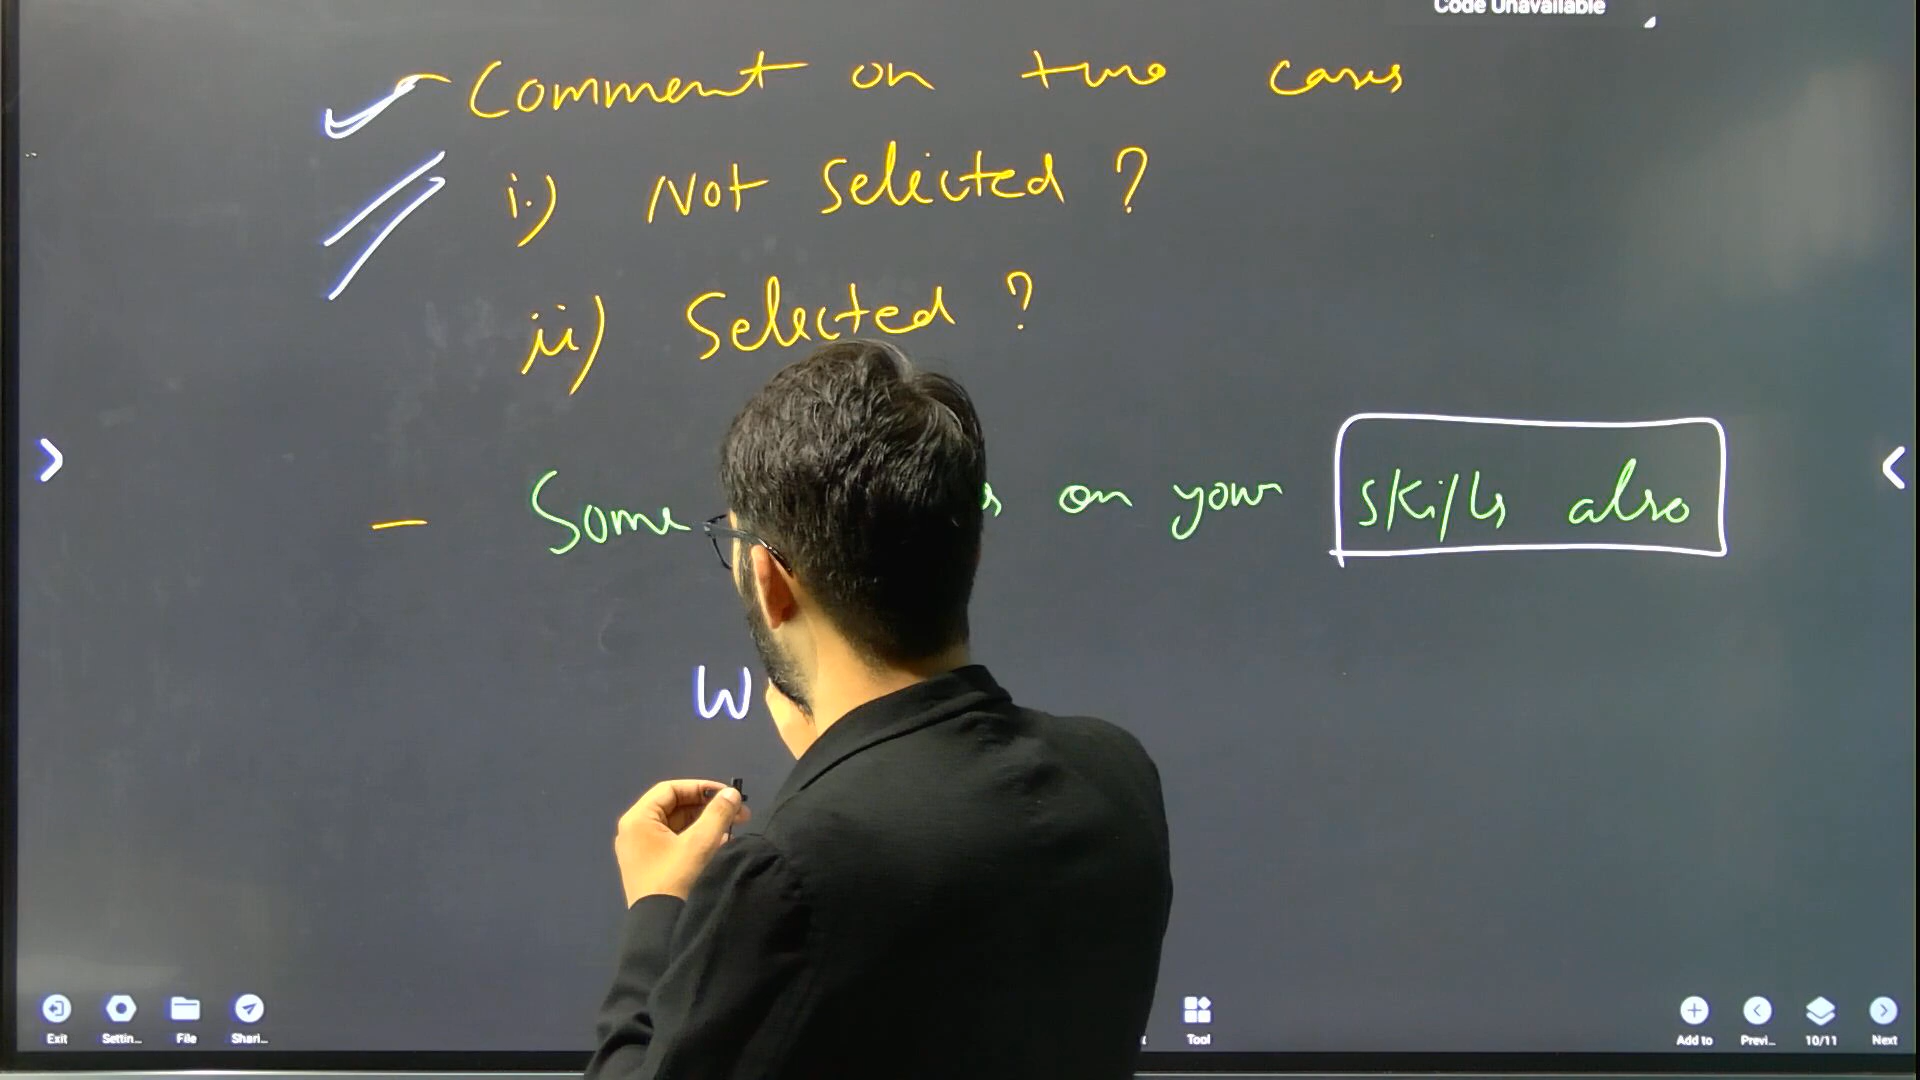 Code Unavailable
Comment on two cases
i.) Not Selected ?
ii) Selected ?
– Some on your skills also
W
Exit Settin... File Shari... Tool Add to Previ... 10/11 Next